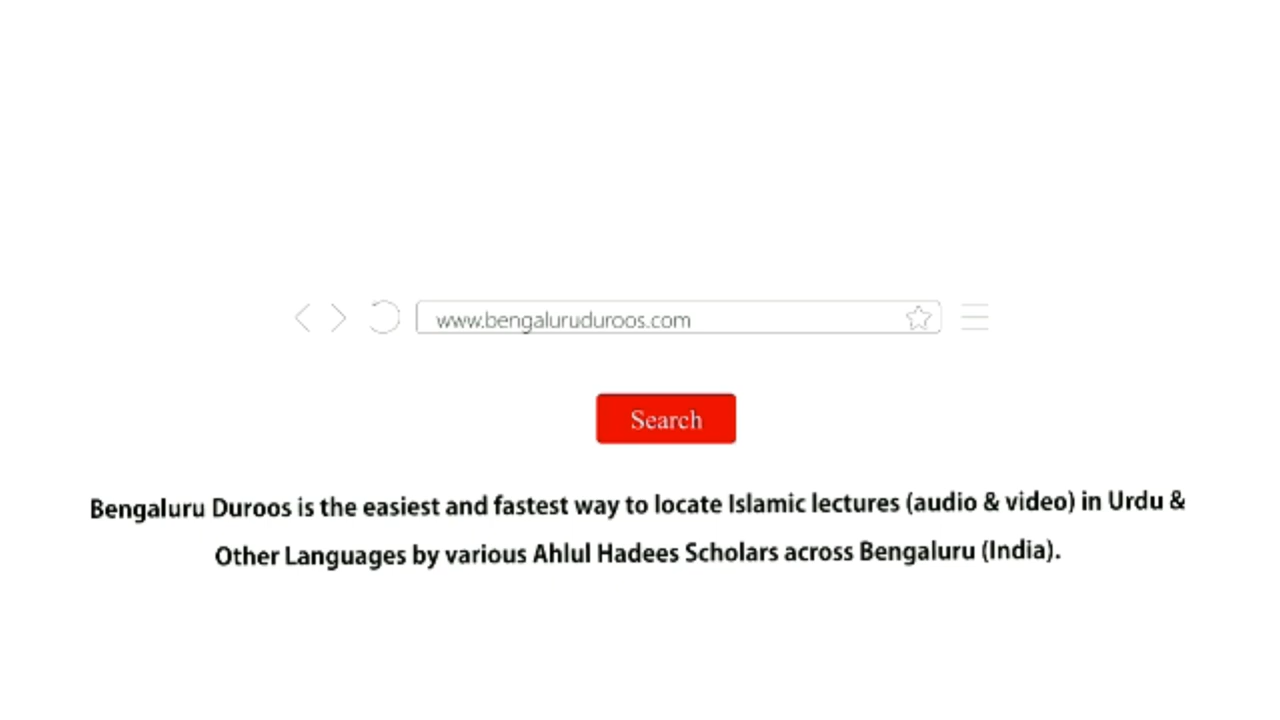 www.bengaluruduroos.com
Search
Bengaluru Duroos is the easiest and fastest way to locate Islamic lectures (audio & video) in Urdu &
Other Languages by various Ahlul Hadees Scholars across Bengaluru (India).